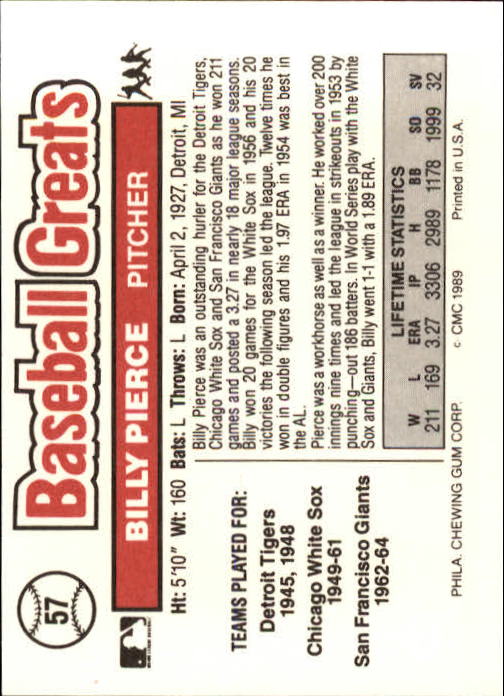 57
Baseball Greats
BILLY PIERCE PITCHER
Ht: 5'10" Wt: 160 Bats: L Throws: L Born: April 2, 1927, Detroit, MI
TEAMS PLAYED FOR:
Detroit Tigers
1945, 1948
Chicago White Sox
1949-61
San Francisco Giants
1962-64
Billy Pierce was an outstanding hurler for the Detroit Tigers,
Chicago White Sox and San Francisco Giants as he won 211
games and posted a 3.27 in nearly 18 major league seasons.
Billy won 20 games for the White Sox in 1956 and his 20
victories the following season led the league. Twelve times he
won in double figures and his 1.97 ERA in 1954 was best in
the AL.
Pierce was a workhorse as well as a winner. He worked over 200
innings nine times and led the league in strikeouts in 1953 by
punching—out 186 batters. In World Series play with the White
Sox and Giants, Billy went 1-1 with a 1.89 ERA.
LIFETIME STATISTICS
W L ERA IP H BB SO SV
211 169 3.27 3306 2989 1178 1999 32
PHILA. CHEWING GUM CORP. © CMC 1989 Printed in U.S.A.